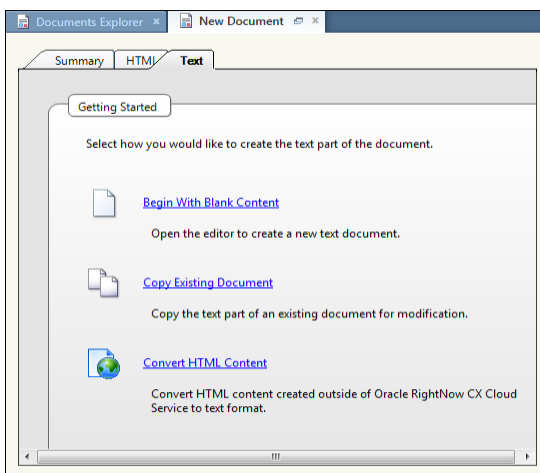 Documents Explorer × New Document ×
Summary HTML Text
Getting Started
Select how you would like to create the text part of the document.
Begin With Blank Content
Open the editor to create a new text document.
Copy Existing Document
Copy the text part of an existing document for modification.
Convert HTML Content
Convert HTML content created outside of Oracle RightNow CX Cloud
Service to text format.